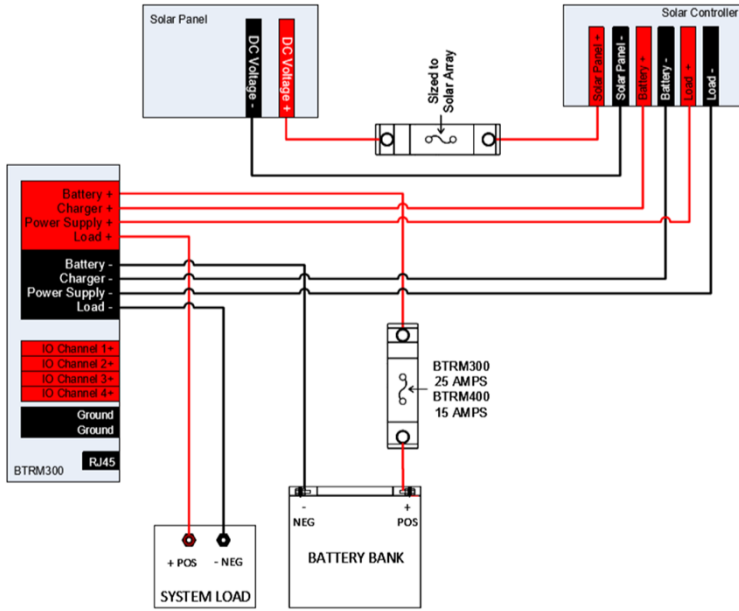 Solar Panel
DC Voltage -
DC Voltage +
Sized to
Solar Array
Solar Controller
Solar Panel +
Solar Panel -
Battery +
Battery -
Load +
Load -
Battery +
Charger +
Power Supply +
Load +
Battery -
Charger -
Power Supply -
Load -
IO Channel 1+
IO Channel 2+
IO Channel 3+
IO Channel 4+
Ground
Ground
RJ45
BTRM300
BTRM300
25 AMPS
BTRM400
15 AMPS
-
NEG
+
POS
BATTERY BANK
+ POS
- NEG
SYSTEM LOAD